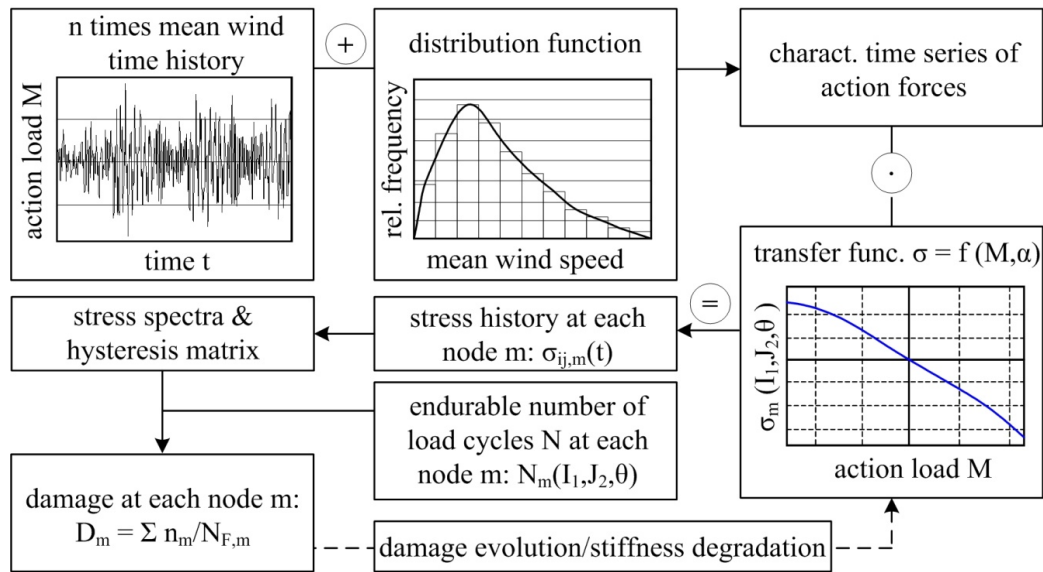 n times mean wind
time history
action load M
time t
+
distribution function
rel. frequency
mean wind speed
charact. time series of
action forces
·
transfer func. σ = f (M,α)
σm (I1,J2,θ )
action load M
=
stress history at each
node m: σij,m(t)
stress spectra &
hysteresis matrix
endurable number of
load cycles N at each
node m: Nm(I1,J2,θ)
damage at each node m:
Dm = Σ nm/NF,m
damage evolution/stiffness degradation